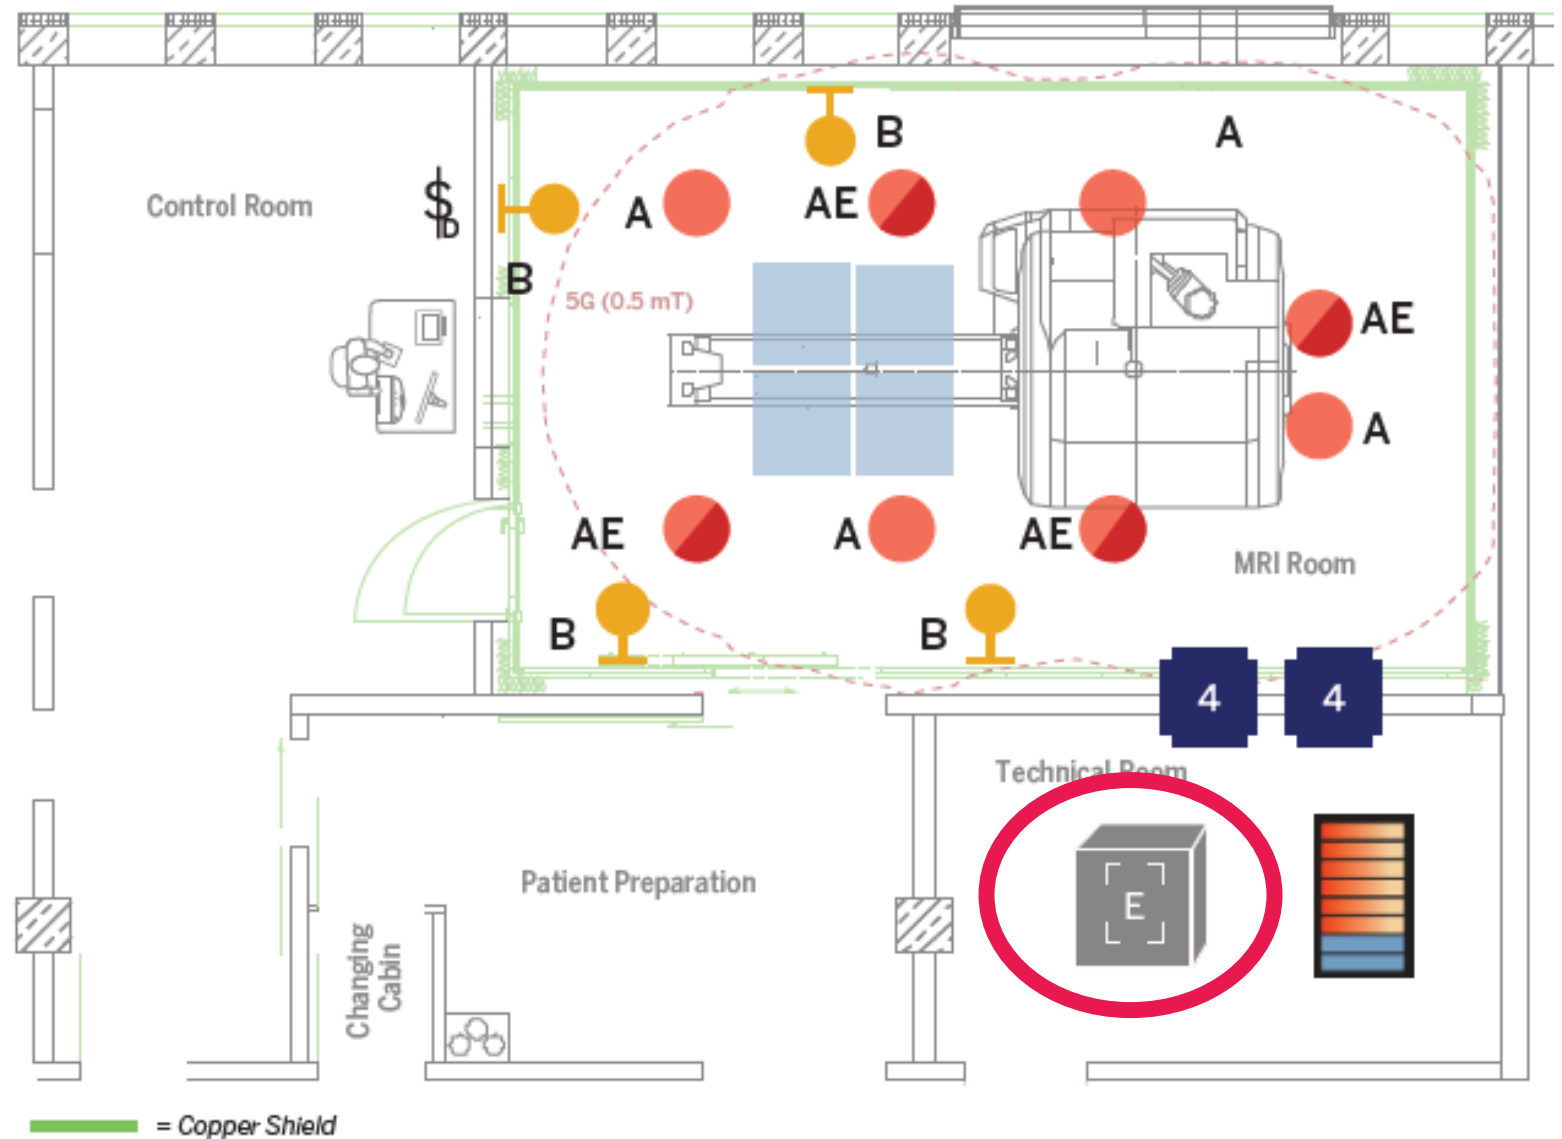 B
A
Control Room
$
D
A
AE
B
5G (0.5 mT)
AE
A
AE
A
AE
MRI Room
B
B
4
4
Technical Room
E
Patient Preparation
Changing
Cabin
= Copper Shield